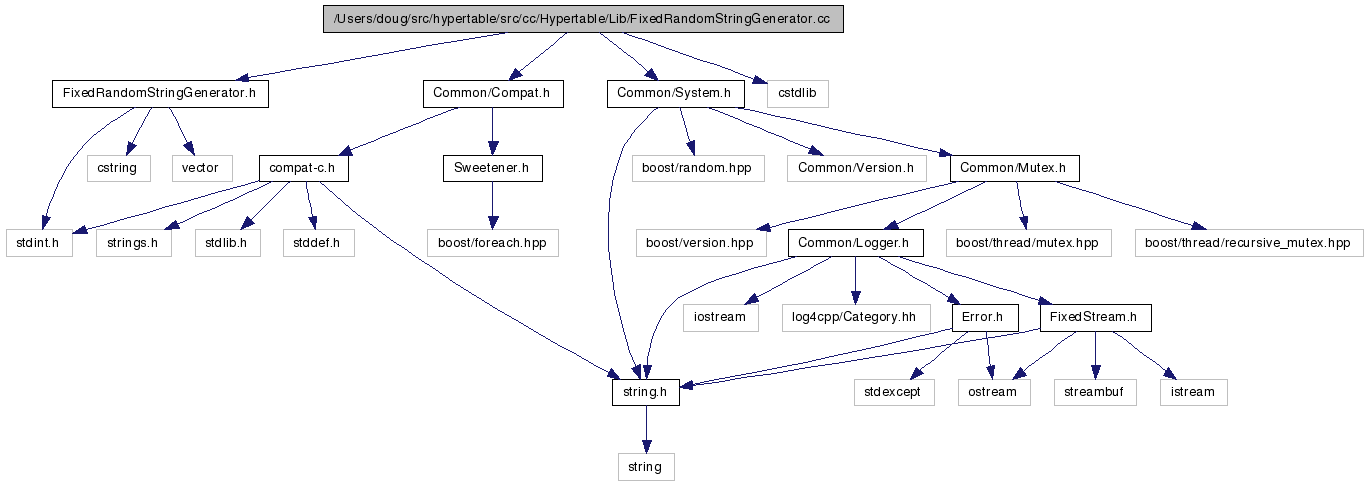 /Users/doug/src/hypertable/src/cc/Hypertable/Lib/FixedRandomStringGenerator.cc
FixedRandomStringGenerator.h
Common/Compat.h
Common/System.h
cstdlib
cstring
vector
compat-c.h
Sweetener.h
boost/random.hpp
Common/Version.h
Common/Mutex.h
stdint.h
strings.h
stdlib.h
stddef.h
boost/foreach.hpp
boost/version.hpp
Common/Logger.h
boost/thread/mutex.hpp
boost/thread/recursive_mutex.hpp
iostream
log4cpp/Category.hh
Error.h
FixedStream.h
string.h
stdexcept
ostream
streambuf
istream
string